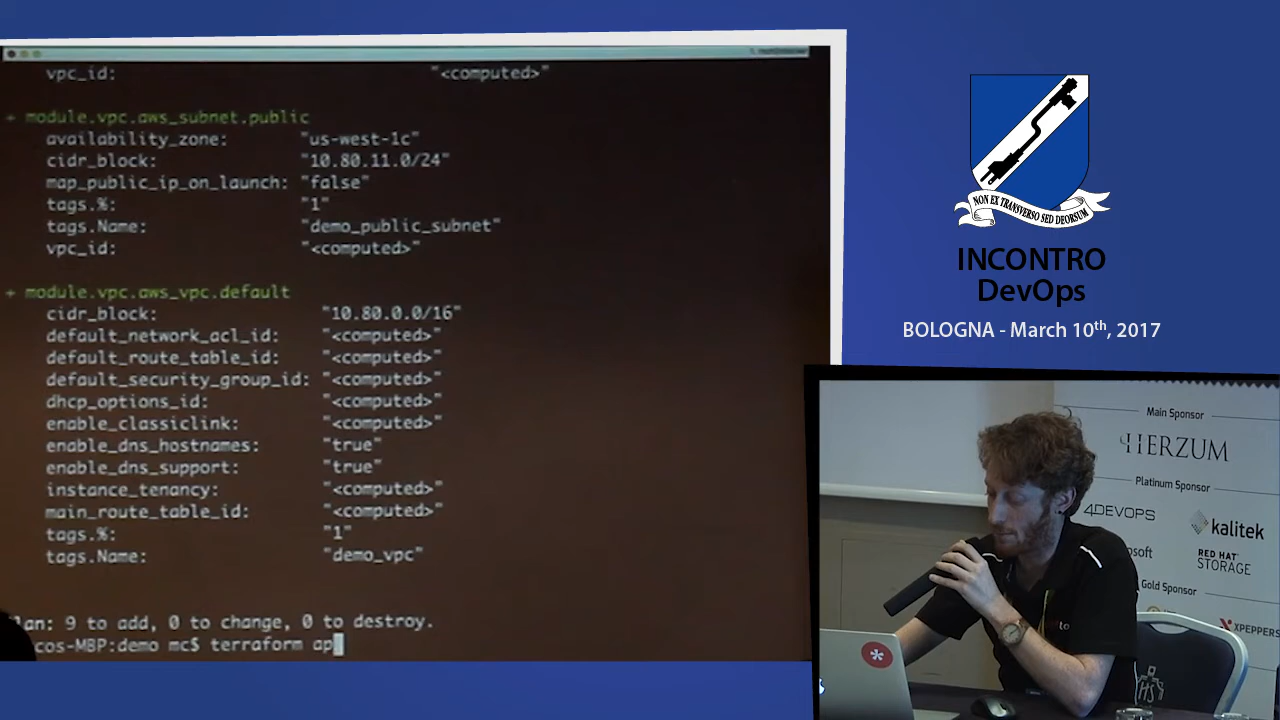 vpc_id: "<computed>"
+ module.vpc.aws_subnet.public
availability_zone: "us-west-1c"
cidr_block: "10.80.11.0/24"
map_public_ip_on_launch: "false"
tags.%: "1"
tags.Name: "demo_public_subnet"
vpc_id: "<computed>"
+ module.vpc.aws_vpc.default
cidr_block: "10.80.0.0/16"
default_network_acl_id: "<computed>"
default_route_table_id: "<computed>"
default_security_group_id: "<computed>"
dhcp_options_id: "<computed>"
enable_classiclink: "<computed>"
enable_dns_hostnames: "true"
enable_dns_support: "true"
instance_tenancy: "<computed>"
main_route_table_id: "<computed>"
tags.%: "1"
tags.Name: "demo_vpc"
lan: 9 to add, 0 to change, 0 to destroy.
cos-MBP:demo mc$ terraform ap
NON EX TRANSVERSO SED DEORSUM
INCONTRO
DevOps
BOLOGNA - March 10th, 2017
Main Sponsor
HERZUM
Platinum Sponsor
4DEVOPS
kalitek
osoft
RED HAT
STORAGE
Gold Sponsor
XPEPPERS